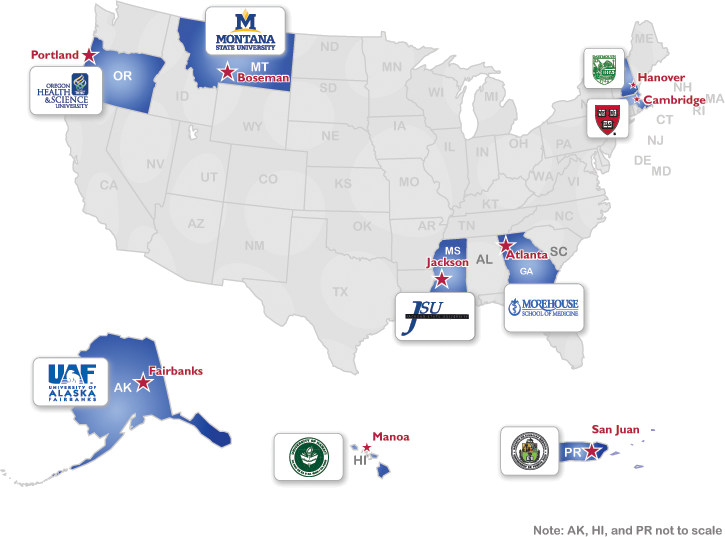 MONTANA
STATE UNIVERSITY
Portland
OR
OREGON
HEALTH
&SCIENCE
UNIVERSITY
MT
Boseman
ND
SD
MN
WI
MI
ID
WY
NE
IA
NV
UT
CO
KS
MO
IL
IN
OH
PA
WA
VI
KT
NC
TN
AR
OK
CA
AZ
NM
TX
ME
Hanover
NH
Cambridge
MA
RI
CT
NJ
DE
MD
MS
Jackson
AL
Atlanta
GA
SC
JSU
MOREHOUSE
SCHOOL OF MEDICINE
UAF
UNIVERSITY OF
ALASKA
FAIRBANKS
AK
Fairbanks
Manoa
HI
San Juan
PR
Note: AK, HI, and PR not to scale